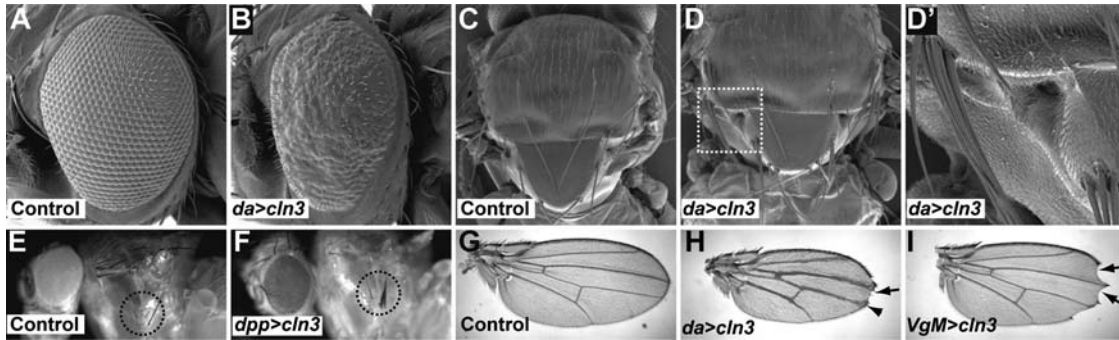 A B' C D D'
Control da>cln3 Control da>cln3 da>cln3
E F G H I
Control dpp>cln3 Control da>cln3 VgM>cln3